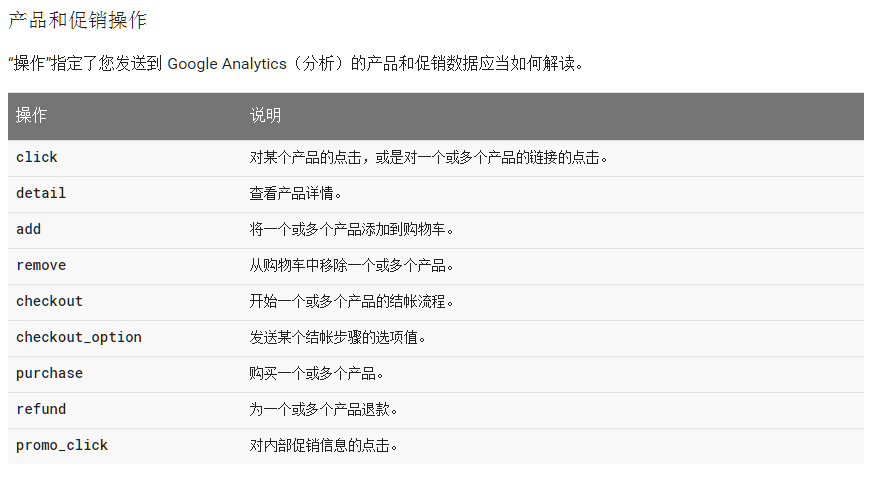 产品和促销操作
“操作”指定了您发送到 Google Analytics（分析）的产品和促销数据应当如何解读。
操作 说明
click 对某个产品的点击，或是对一个或多个产品的链接的点击。
detail 查看产品详情。
add 将一个或多个产品添加到购物车。
remove 从购物车中移除一个或多个产品。
checkout 开始一个或多个产品的结帐流程。
checkout_option 发送某个结帐步骤的选项值。
purchase 购买一个或多个产品。
refund 为一个或多个产品退款。
promo_click 对内部促销信息的点击。